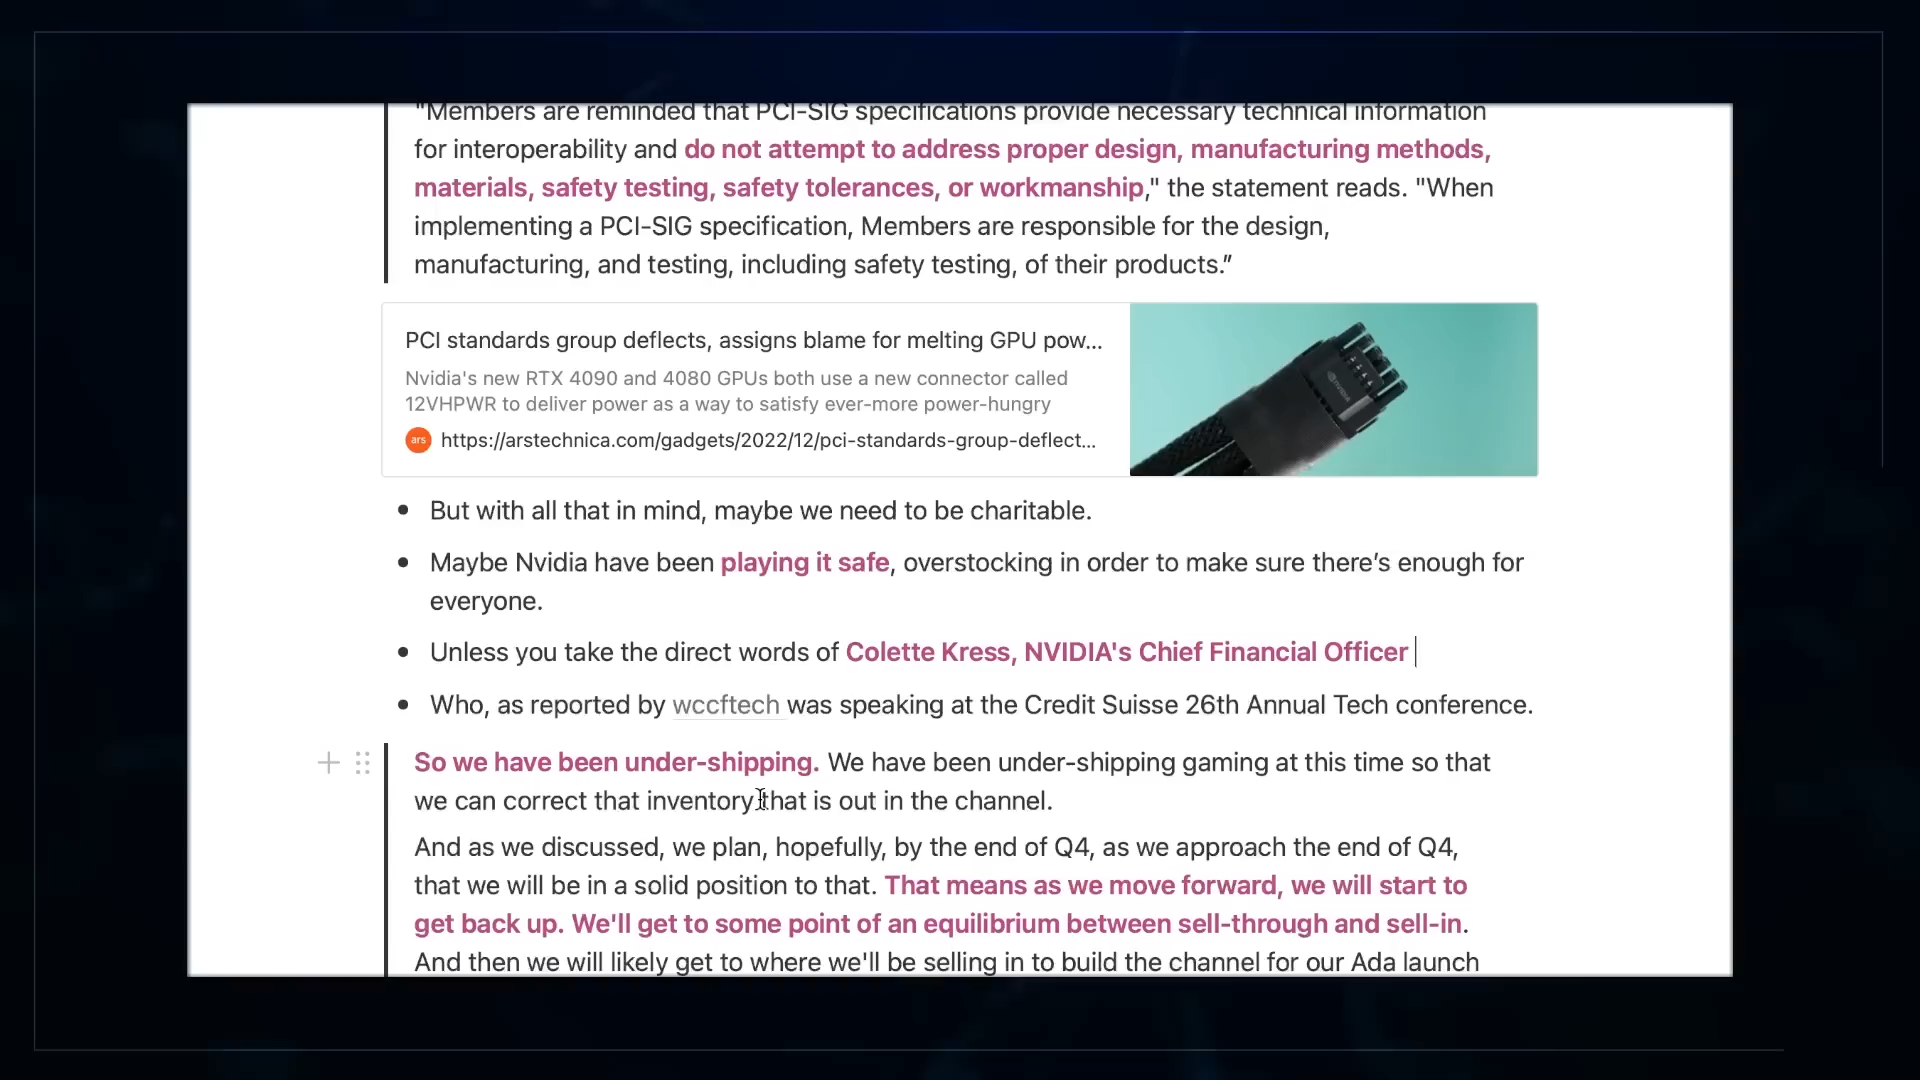 "Members are reminded that PCI-SIG specifications provide necessary technical information
for interoperability and do not attempt to address proper design, manufacturing methods,
materials, safety testing, safety tolerances, or workmanship," the statement reads. "When
implementing a PCI-SIG specification, Members are responsible for the design,
manufacturing, and testing, including safety testing, of their products.”
PCI standards group deflects, assigns blame for melting GPU pow...
Nvidia's new RTX 4090 and 4080 GPUs both use a new connector called
12VHPWR to deliver power as a way to satisfy ever-more power-hungry
ars https://arstechnica.com/gadgets/2022/12/pci-standards-group-deflect...
NVIDIA
• But with all that in mind, maybe we need to be charitable.
• Maybe Nvidia have been playing it safe, overstocking in order to make sure there’s enough for
everyone.
• Unless you take the direct words of Colette Kress, NVIDIA's Chief Financial Officer
• Who, as reported by wccftech was speaking at the Credit Suisse 26th Annual Tech conference.
So we have been under-shipping. We have been under-shipping gaming at this time so that
we can correct that inventory that is out in the channel.
And as we discussed, we plan, hopefully, by the end of Q4, as we approach the end of Q4,
that we will be in a solid position to that. That means as we move forward, we will start to
get back up. We'll get to some point of an equilibrium between sell-through and sell-in.
And then we will likely get to where we'll be selling in to build the channel for our Ada launch